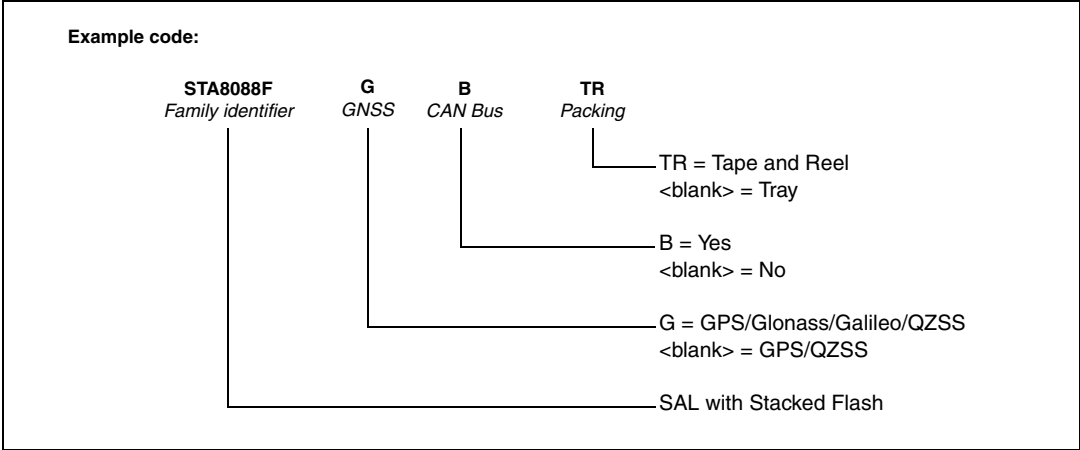 Example code:
STA8088F G B TR
Family identifier GNSS CAN Bus Packing
TR = Tape and Reel
<blank> = Tray
B = Yes
<blank> = No
G = GPS/Glonass/Galileo/QZSS
<blank> = GPS/QZSS
SAL with Stacked Flash